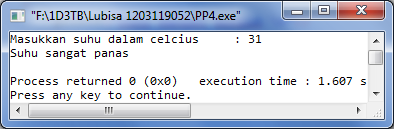 "F:\1D3TB\Lubisa 1203119052\PP4.exe"
Masukkan suhu dalam celcius     : 31
Suhu sangat panas
Process returned 0 (0x0)   execution time : 1.607 s
Press any key to continue.